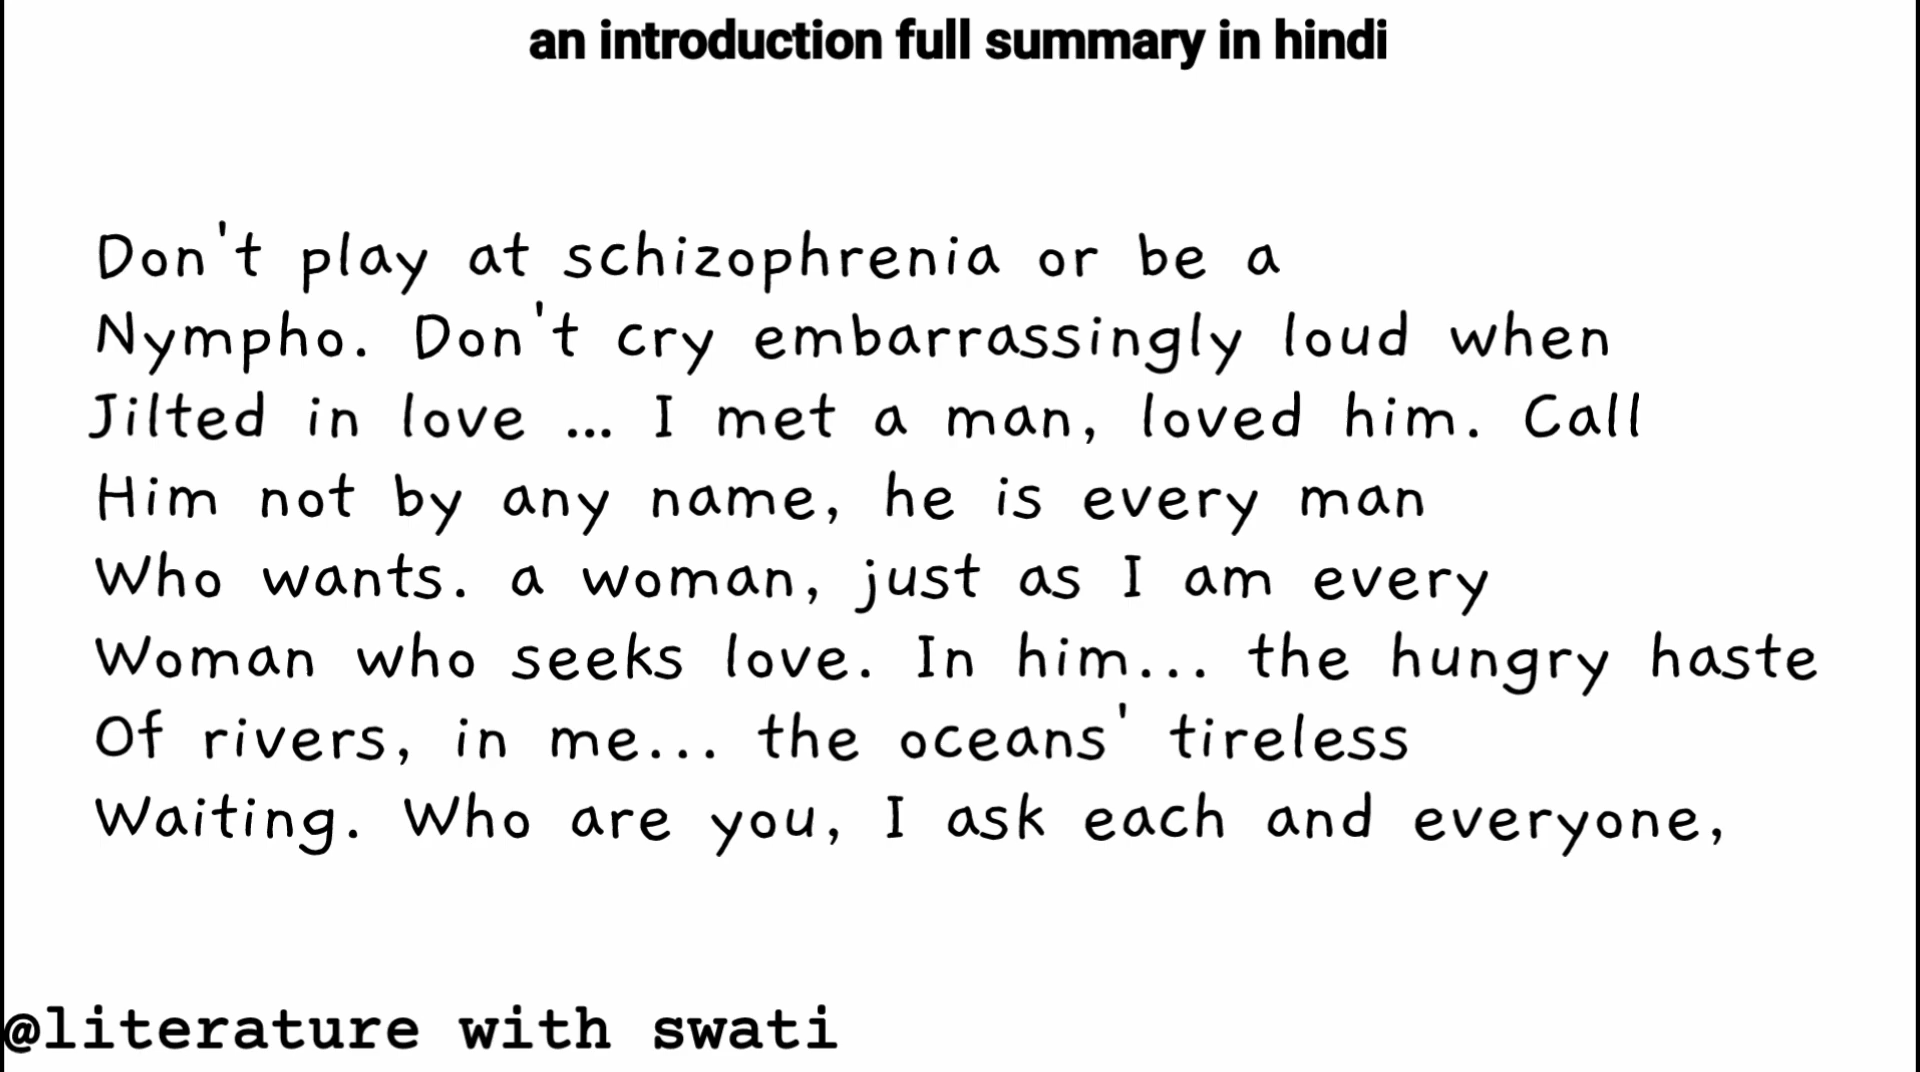 an introduction full summary in hindi
Don't play at schizophrenia or be a
Nympho. Don't cry embarrassingly loud when
Jilted in love ... I met a man, loved him. Call
Him not by any name, he is every man
Who wants. a woman, just as I am every
Woman who seeks love. In him... the hungry haste
Of rivers, in me... the oceans' tireless
Waiting. Who are you, I ask each and everyone,
@literature with swati